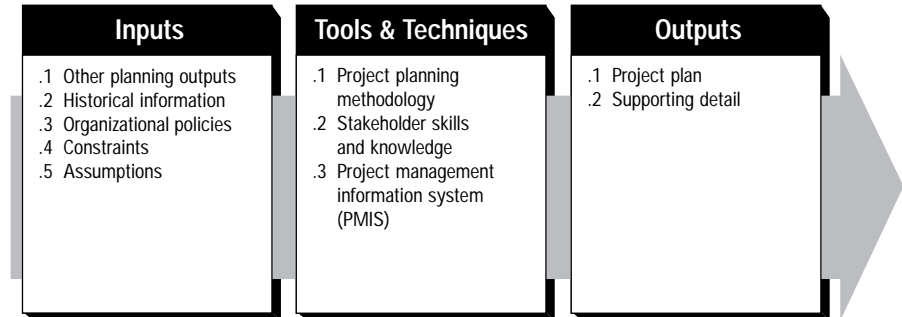 Inputs
.1 Other planning outputs
.2 Historical information
.3 Organizational policies
.4 Constraints
.5 Assumptions
Tools & Techniques
.1 Project planning
methodology
.2 Stakeholder skills
and knowledge
.3 Project management
information system
(PMIS)
Outputs
.1 Project plan
.2 Supporting detail